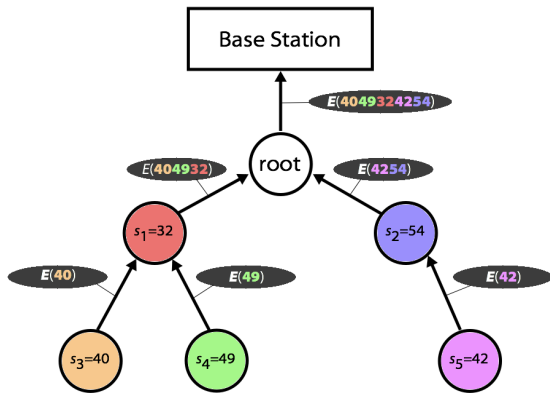 Base Station
E(4049324254)
root
E(404932)
E(4254)
s1=32
s2=54
E(40)
E(49)
E(42)
s3=40
s4=49
s5=42